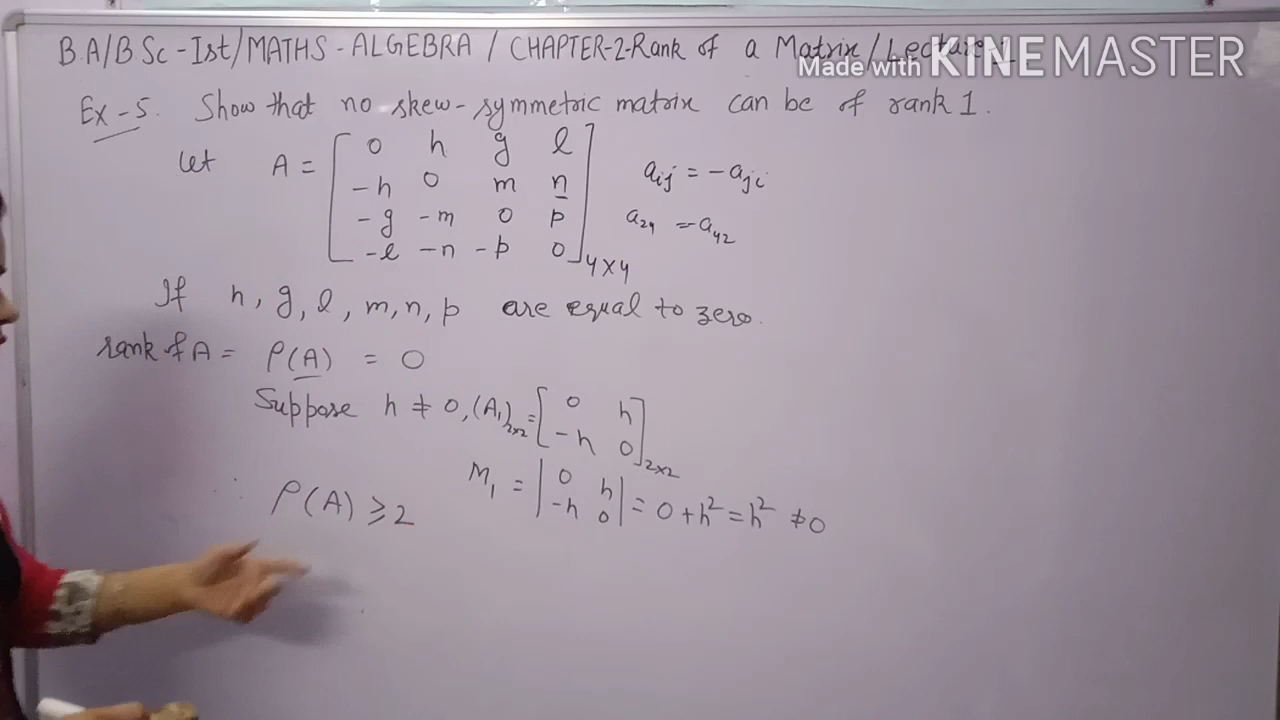 B.A/B.Sc-Ist/MATHS-ALGEBRA / CHAPTER-2-Rank of a Matrix/
Made with KINEMASTER
Ex-5. Show that no skew-symmetric matrix can be of rank 1.
Let A = [ 0 h g l
-h 0 m n
-g -m 0 p
-l -n -p 0 ]4×4
aij = -aji
a24 = -a42
If h, g, l, m, n, p are equal to zero.
rank of A = ρ(A) = 0
Suppose h ≠ 0, (A1)2×2 = [ 0 h
-h 0 ]2×2
M1 = | 0 h
-h 0 | = 0 + h² = h² ≠ 0
∴ ρ(A) ≥ 2